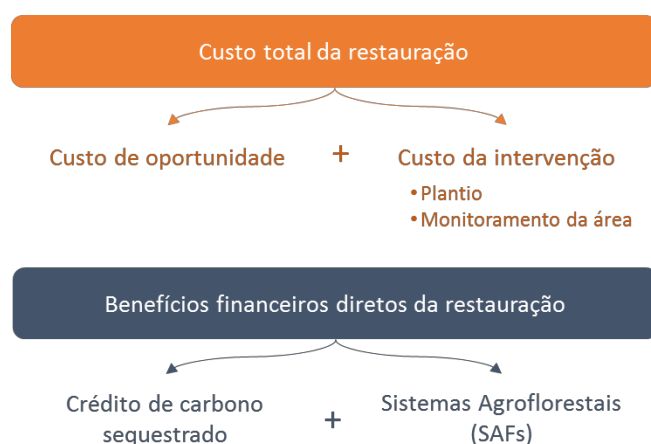 Custo total da restauração
Custo de oportunidade + Custo da intervenção
• Plantio
• Monitoramento da área
Benefícios financeiros diretos da restauração
Crédito de carbono
sequestrado
+
Sistemas Agroflorestais
(SAFs)